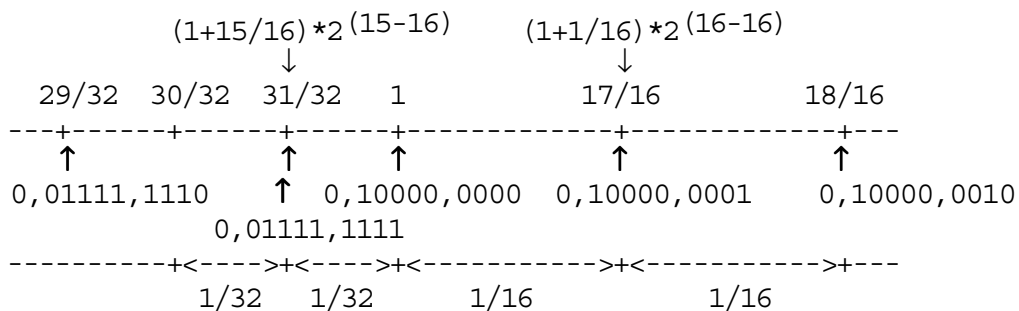 (1+15/16)*2(15-16) (1+1/16)*2(16-16)
↓ ↓
29/32 30/32 31/32 1 17/16 18/16
---+------+------+------+-------------+-------------+---
↑ ↑ ↑ ↑ ↑
0,01111,1110 ↑ 0,10000,0000 0,10000,0001 0,10000,0010
0,01111,1111
----------+<---->+<---->+<----------->+<----------->+---
1/32 1/32 1/16 1/16